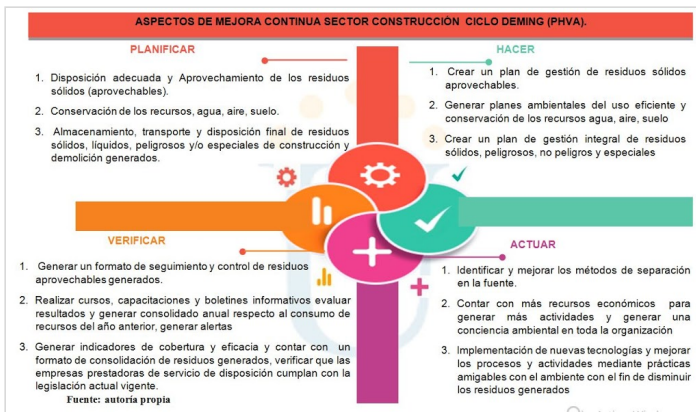 ASPECTOS DE MEJORA CONTINUA SECTOR CONSTRUCCIÓN CICLO DEMING (PHVA).
PLANIFICAR
1. Disposición adecuada y Aprovechamiento de los residuos
sólidos (aprovechables).
2. Conservación de los recursos, agua, aire, suelo.
3. Almacenamiento, transporte y disposición final de residuos
sólidos, líquidos, peligrosos y/o especiales de construcción y
demolición generados.
HACER
1. Crear un plan de gestión de residuos sólidos
aprovechables.
2. Generar planes ambientales del uso eficiente y
conservación de los recursos agua, aire, suelo
3. Crear un plan de gestión integral de residuos
sólidos, peligrosos, no peligros y especiales
VERIFICAR
1. Generar un formato de seguimiento y control de residuos
aprovechables generados.
2. Realizar cursos, capacitaciones y boletines informativos evaluar
resultados y generar consolidado anual respecto al consumo de
recursos del año anterior, generar alertas
3. Generar indicadores de cobertura y eficacia y contar con un
formato de consolidación de residuos generados, verificar que las
empresas prestadoras de servicio de disposición cumplan con la
legislación actual vigente.
Fuente: autoría propia
ACTUAR
1. Identificar y mejorar los métodos de separación
en la fuente.
2. Contar con más recursos económicos para
generar más actividades y generar una
conciencia ambiental en toda la organización
3. Implementación de nuevas tecnologías y mejorar
los procesos y actividades mediante prácticas
amigables con el ambiente con el fin de disminuir
los residuos generados